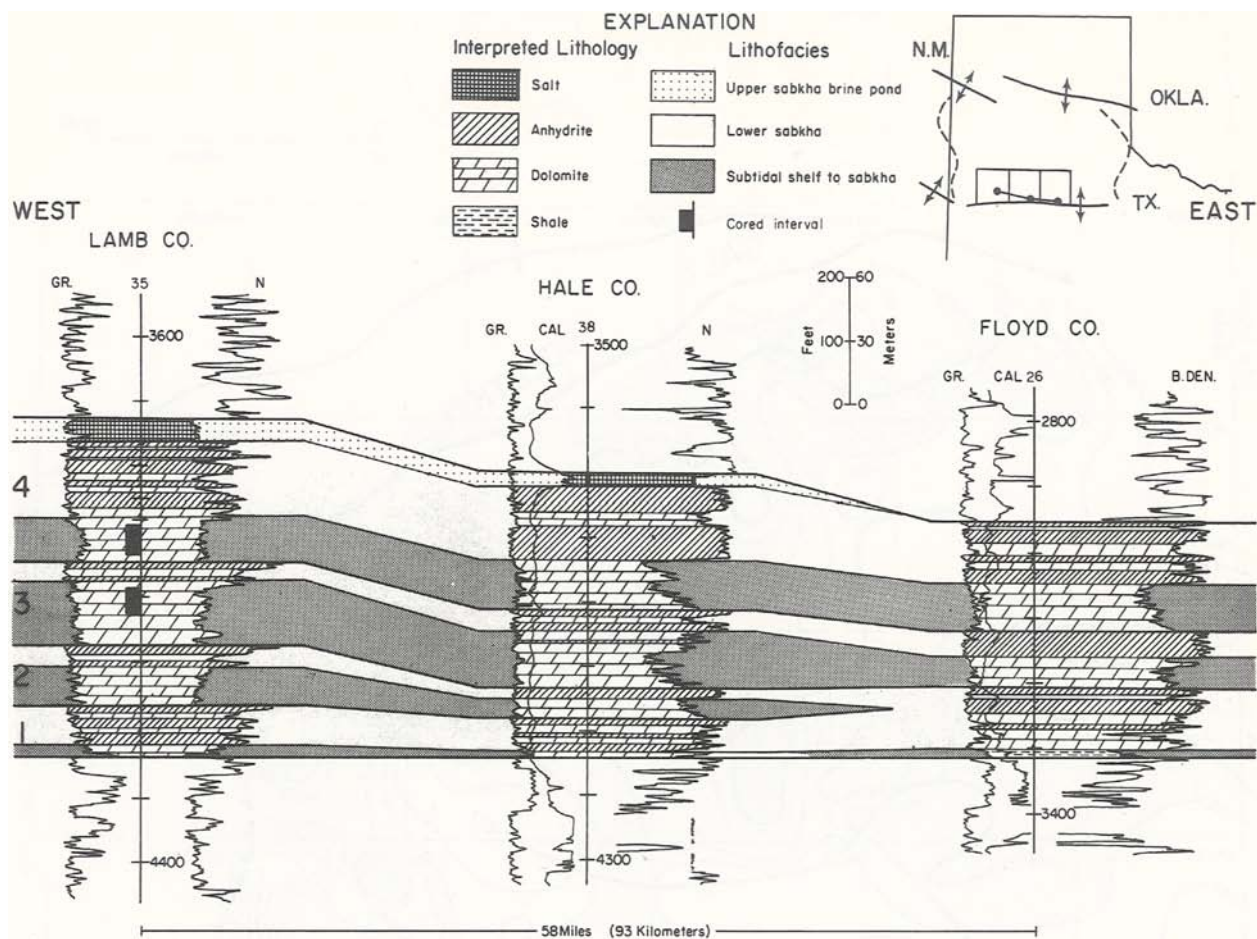 EXPLANATION
Interpreted Lithology
Salt
Anhydrite
Dolomite
Shale
Lithofacies
Upper sabkha brine pond
Lower sabkha
Subtidal shelf to sabkha
Cored interval
N.M.
OKLA.
TX.
WEST
EAST
LAMB CO.
GR. 35 N
3600
4400
HALE CO.
GR. CAL 38 N
3500
4300
200 60
Feet 100 30 Meters
0 0
FLOYD CO.
GR. CAL 26 B. DEN.
2800
3400
4
3
2
1
58 Miles (93 Kilometers)